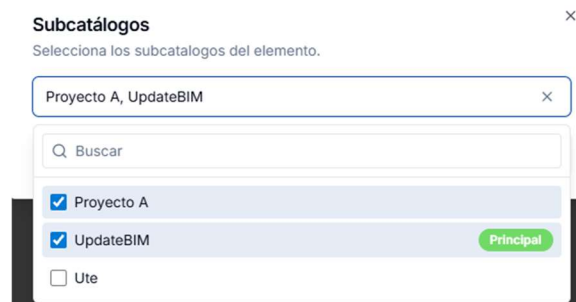 Subcatálogos
Selecciona los subcatalogos del elemento.
Proyecto A, UpdateBIM
Buscar
Proyecto A
UpdateBIM Principal
Ute